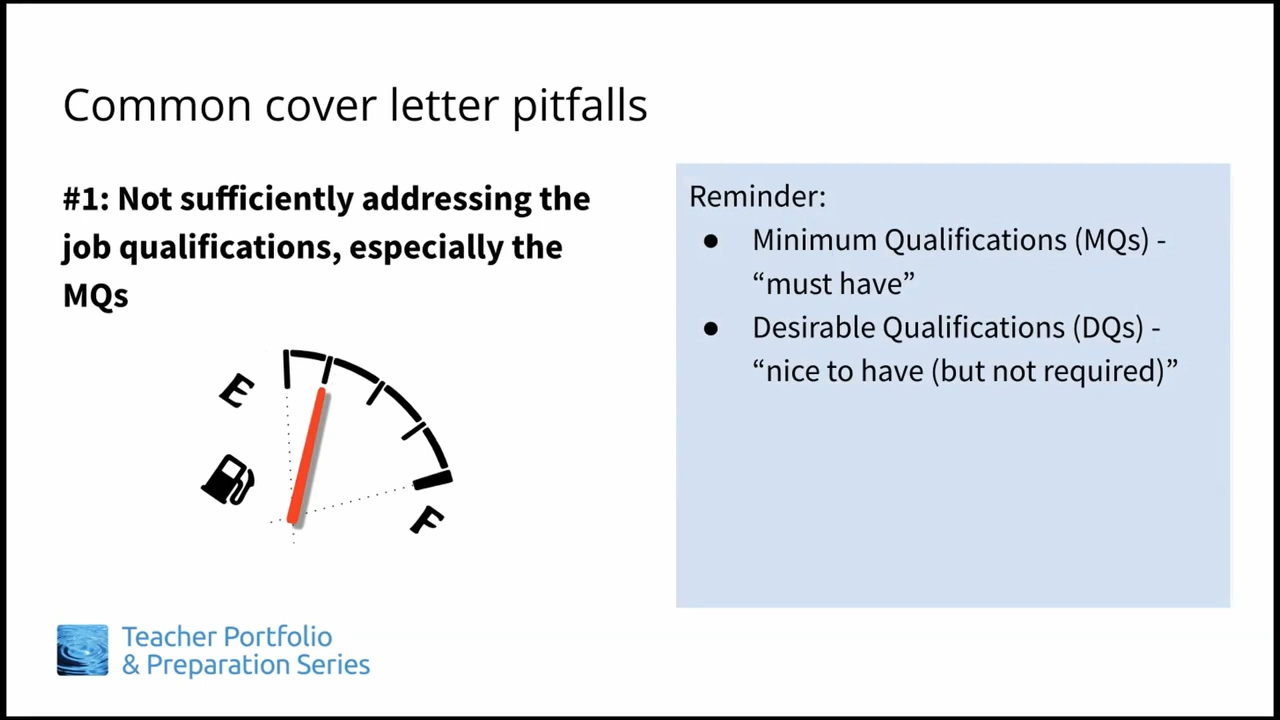 Common cover letter pitfalls
#1: Not sufficiently addressing the
job qualifications, especially the
MQs
E
F
Reminder:
● Minimum Qualifications (MQs) -
“must have”
● Desirable Qualifications (DQs) -
“nice to have (but not required)”
Teacher Portfolio
& Preparation Series